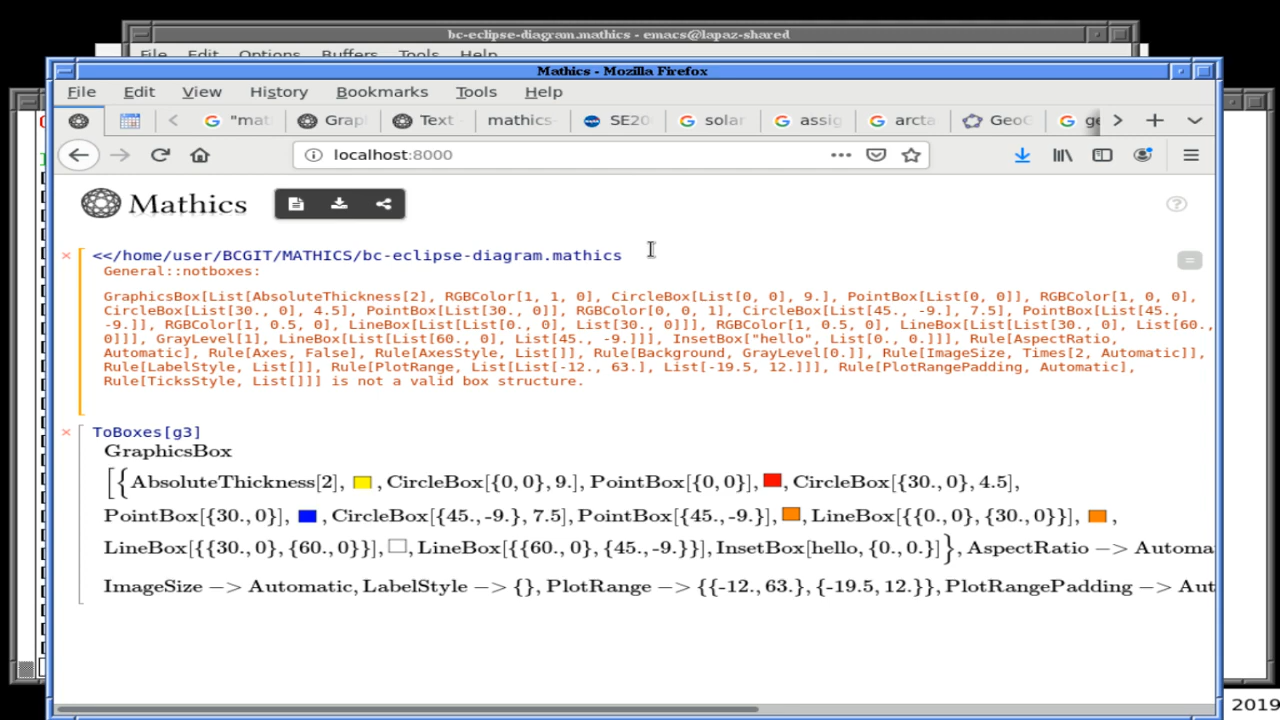 bc-eclipse-diagram.mathics - emacs@lapaz-shared
File Edit Options Buffers Tools Help
Mathics - Mozilla Firefox
File Edit View History Bookmarks Tools Help
"mat Grap Text mathics- SE20 solar assig arcta GeoG ge
localhost:8000
Mathics
<</home/user/BCGIT/MATHICS/bc-eclipse-diagram.mathics
General::notboxes:
GraphicsBox[List[AbsoluteThickness[2], RGBColor[1, 1, 0], CircleBox[List[0, 0], 9.], PointBox[List[0, 0]], RGBColor[1, 0, 0],
CircleBox[List[30., 0], 4.5], PointBox[List[30., 0]], RGBColor[0, 0, 1], CircleBox[List[45., -9.], 7.5], PointBox[List[45.,
-9.]], RGBColor[1, 0.5, 0], LineBox[List[List[0., 0], List[30., 0]]], RGBColor[1, 0.5, 0], LineBox[List[List[30., 0], List[60.,
0]]], GrayLevel[1], LineBox[List[List[60., 0], List[45., -9.]]], InsetBox["hello", List[0., 0.]]], Rule[AspectRatio,
Automatic], Rule[Axes, False], Rule[AxesStyle, List[]], Rule[Background, GrayLevel[0.]], Rule[ImageSize, Times[2, Automatic]],
Rule[LabelStyle, List[]], Rule[PlotRange, List[List[-12., 63.], List[-19.5, 12.]]], Rule[PlotRangePadding, Automatic],
Rule[TicksStyle, List[]]] is not a valid box structure.
ToBoxes[g3]
GraphicsBox
[{AbsoluteThickness[2], , CircleBox[{0, 0}, 9.], PointBox[{0, 0}], , CircleBox[{30., 0}, 4.5],
PointBox[{30., 0}], , CircleBox[{45., -9.}, 7.5], PointBox[{45., -9.}], , LineBox[{{0., 0}, {30., 0}}], ,
LineBox[{{30., 0}, {60., 0}}], , LineBox[{{60., 0}, {45., -9.}}], InsetBox[hello, {0., 0.}]}, AspectRatio −> Automa
ImageSize −> Automatic, LabelStyle −> {}, PlotRange −> {{-12., 63.}, {-19.5, 12.}}, PlotRangePadding −> Aut
2019